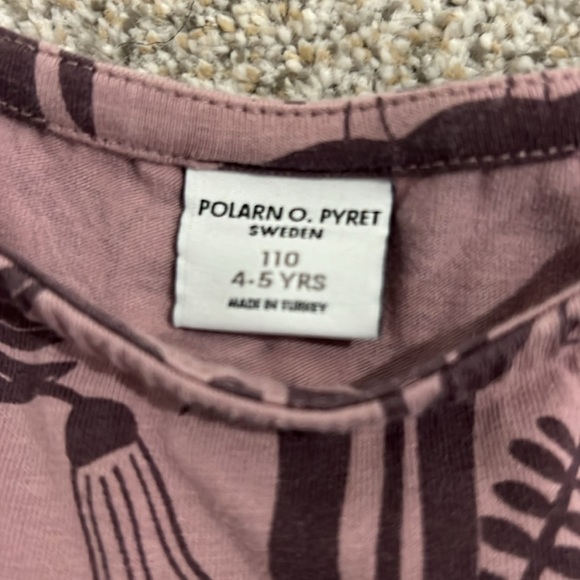 POLARN O. PYRET
SWEDEN
110
4-5 YRS
MADE IN TURKEY